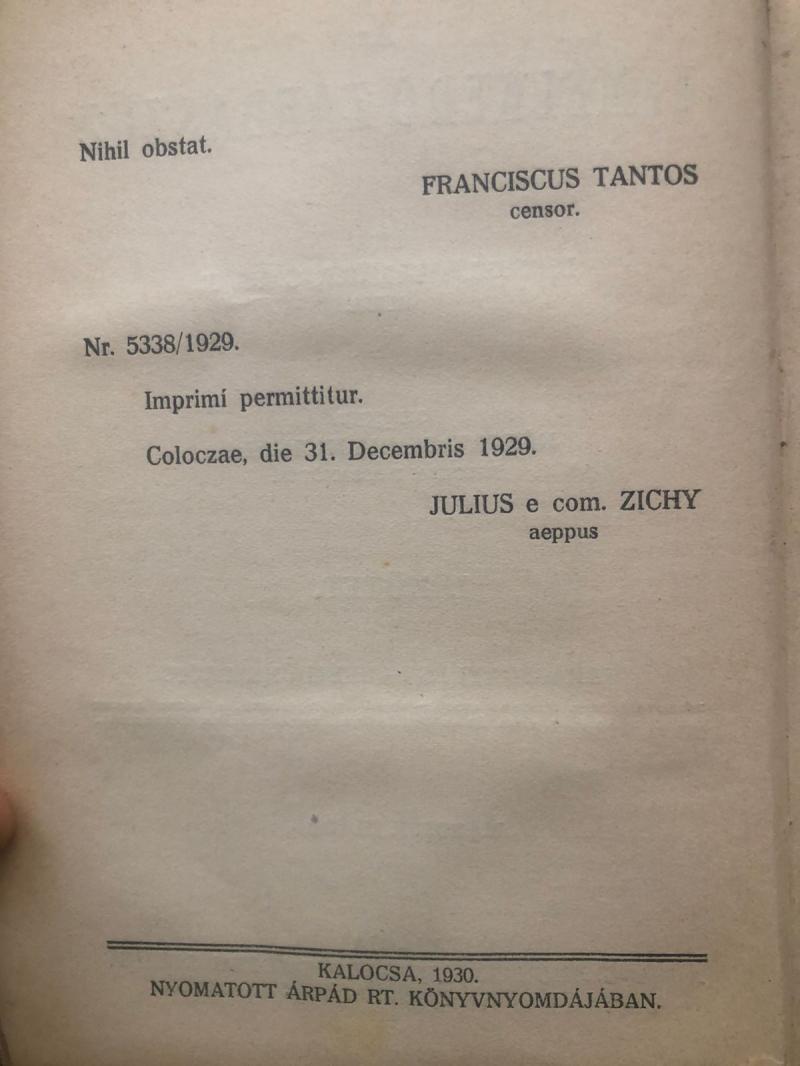 Nihil obstat.
FRANCISCUS TANTOS
censor.
Nr. 5338/1929.
Imprimí permittitur.
Coloczae, die 31. Decembris 1929.
JULIUS e com. ZICHY
aeppus
KALOCSA, 1930.
NYOMATOTT ÁRPÁD RT. KÖNYVNYOMDÁJÁBAN.